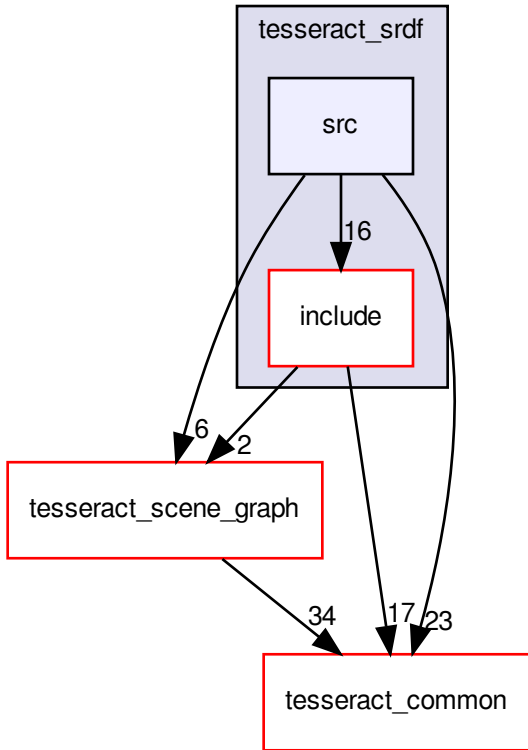 tesseract_srdf
src
16
include
6
2
tesseract_scene_graph
34
17
23
tesseract_common